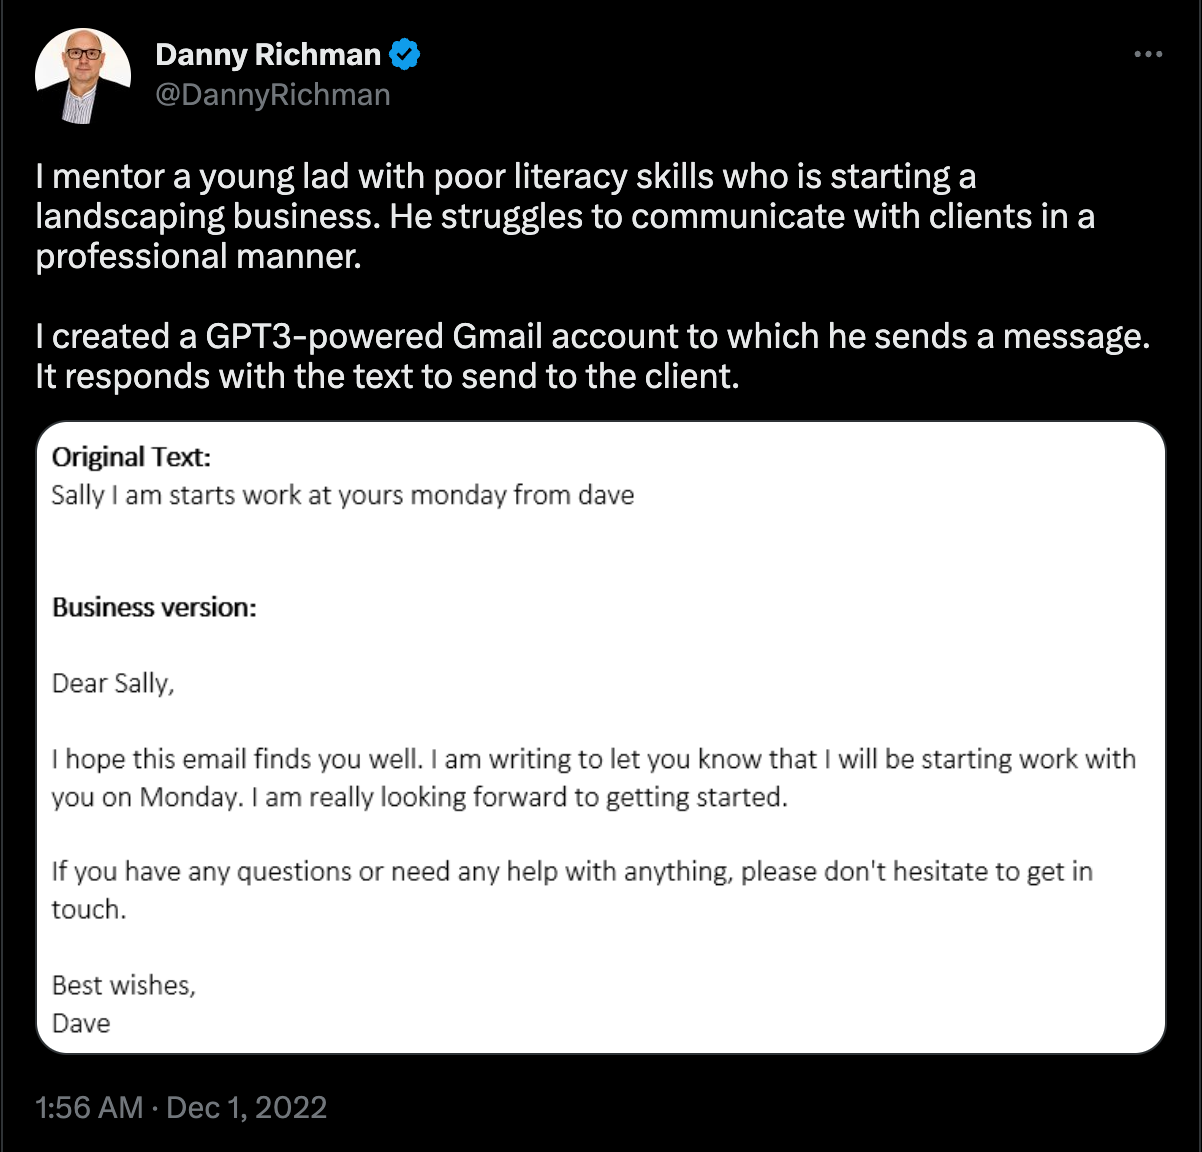 Danny Richman
@DannyRichman
I mentor a young lad with poor literacy skills who is starting a
landscaping business. He struggles to communicate with clients in a
professional manner.
I created a GPT3-powered Gmail account to which he sends a message.
It responds with the text to send to the client.
Original Text:
Sally I am starts work at yours monday from dave
Business version:
Dear Sally,
I hope this email finds you well. I am writing to let you know that I will be starting work with
you on Monday. I am really looking forward to getting started.
If you have any questions or need any help with anything, please don't hesitate to get in
touch.
Best wishes,
Dave
1:56 AM · Dec 1, 2022